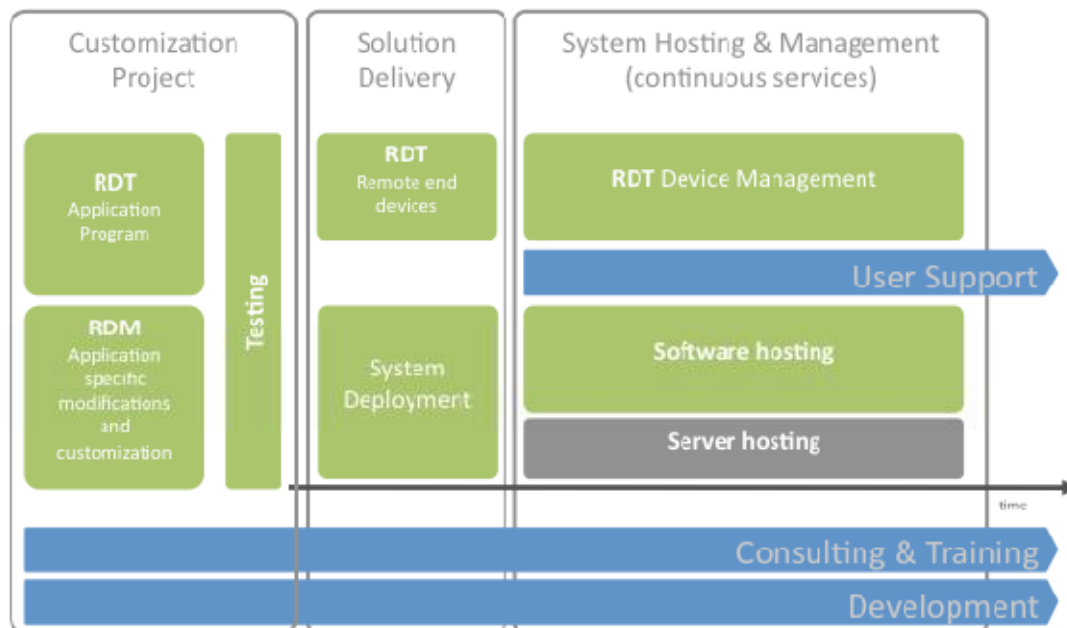 Customization
Project
RDT
Application
Program
RDM
Application
specific
modifications
and
customization
Testing
Solution
Delivery
RDT
Remote end
devices
System
Deployment
System Hosting & Management
(continuous services)
RDT Device Management
User Support
Software hosting
Server hosting
time
Consulting & Training
Development